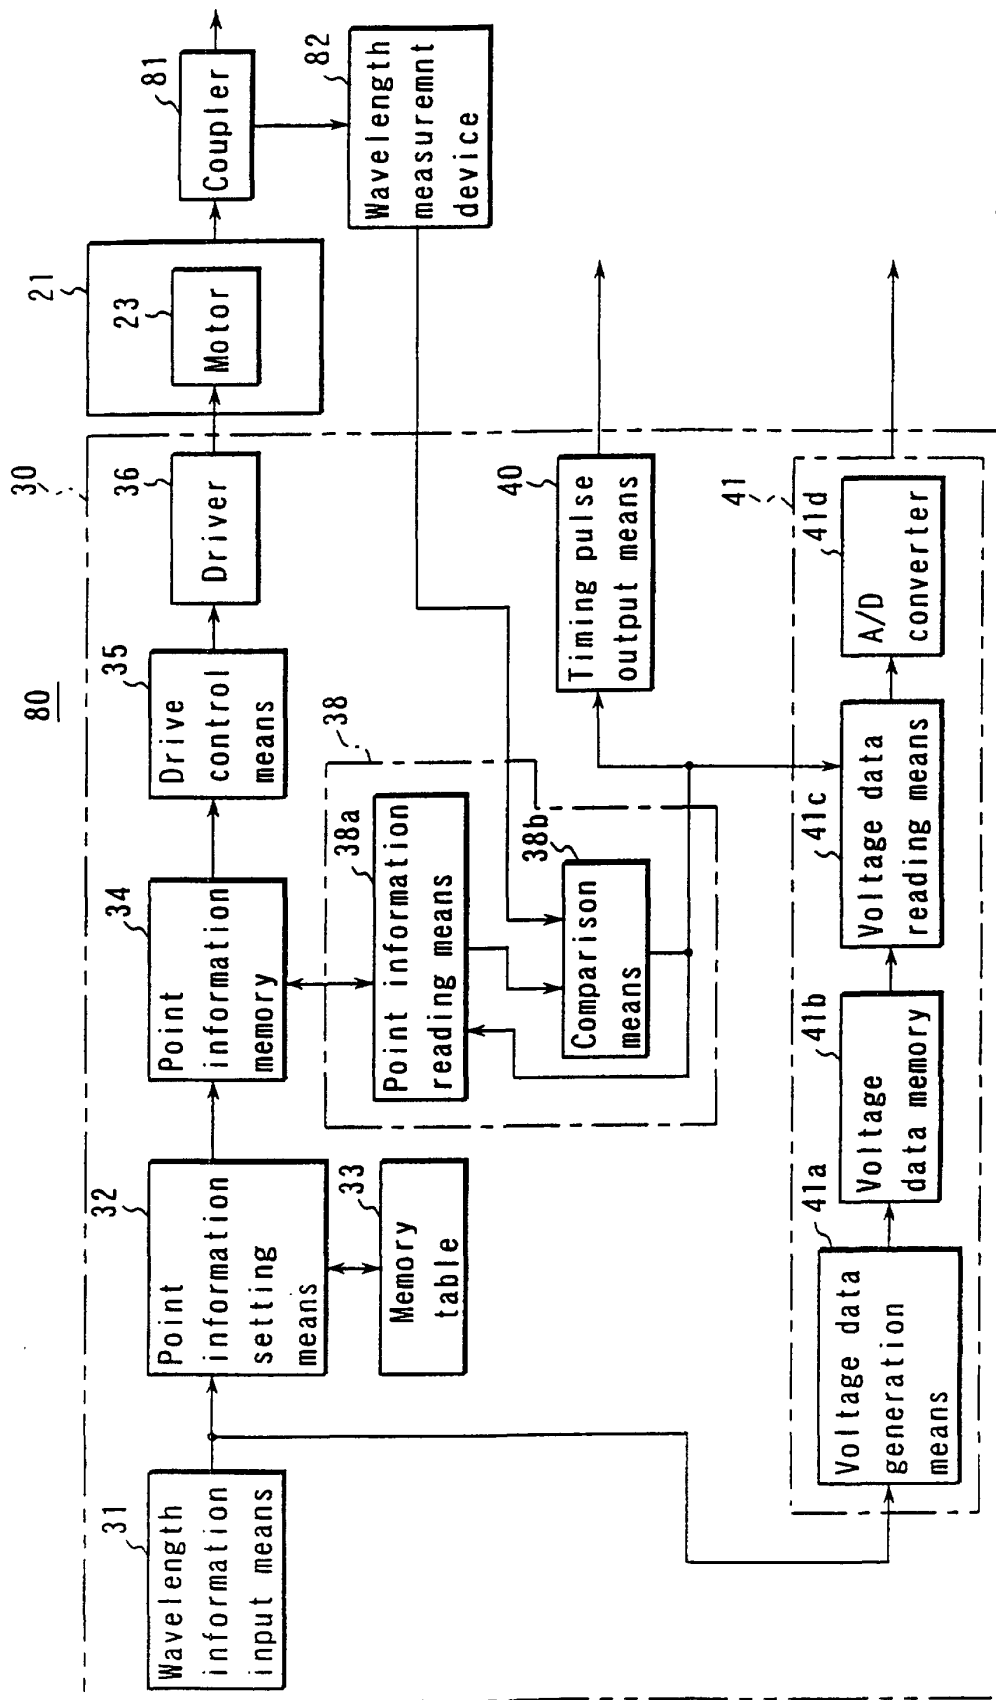 80
30
31
Wavelength
information
input means
32
Point
information
setting
means
33
Memory
table
34
Point
information
memory
35
Drive
control
means
36
Driver
21
23
Motor
81
Coupler
82
Wavelength
measuremnt
device
38
38a
Point information
reading means
38b
Comparison
means
40
Timing pulse
output means
41
41a
Voltage data
generation
means
41b
Voltage
data memory
41c
Voltage data
reading means
41d
A/D
converter